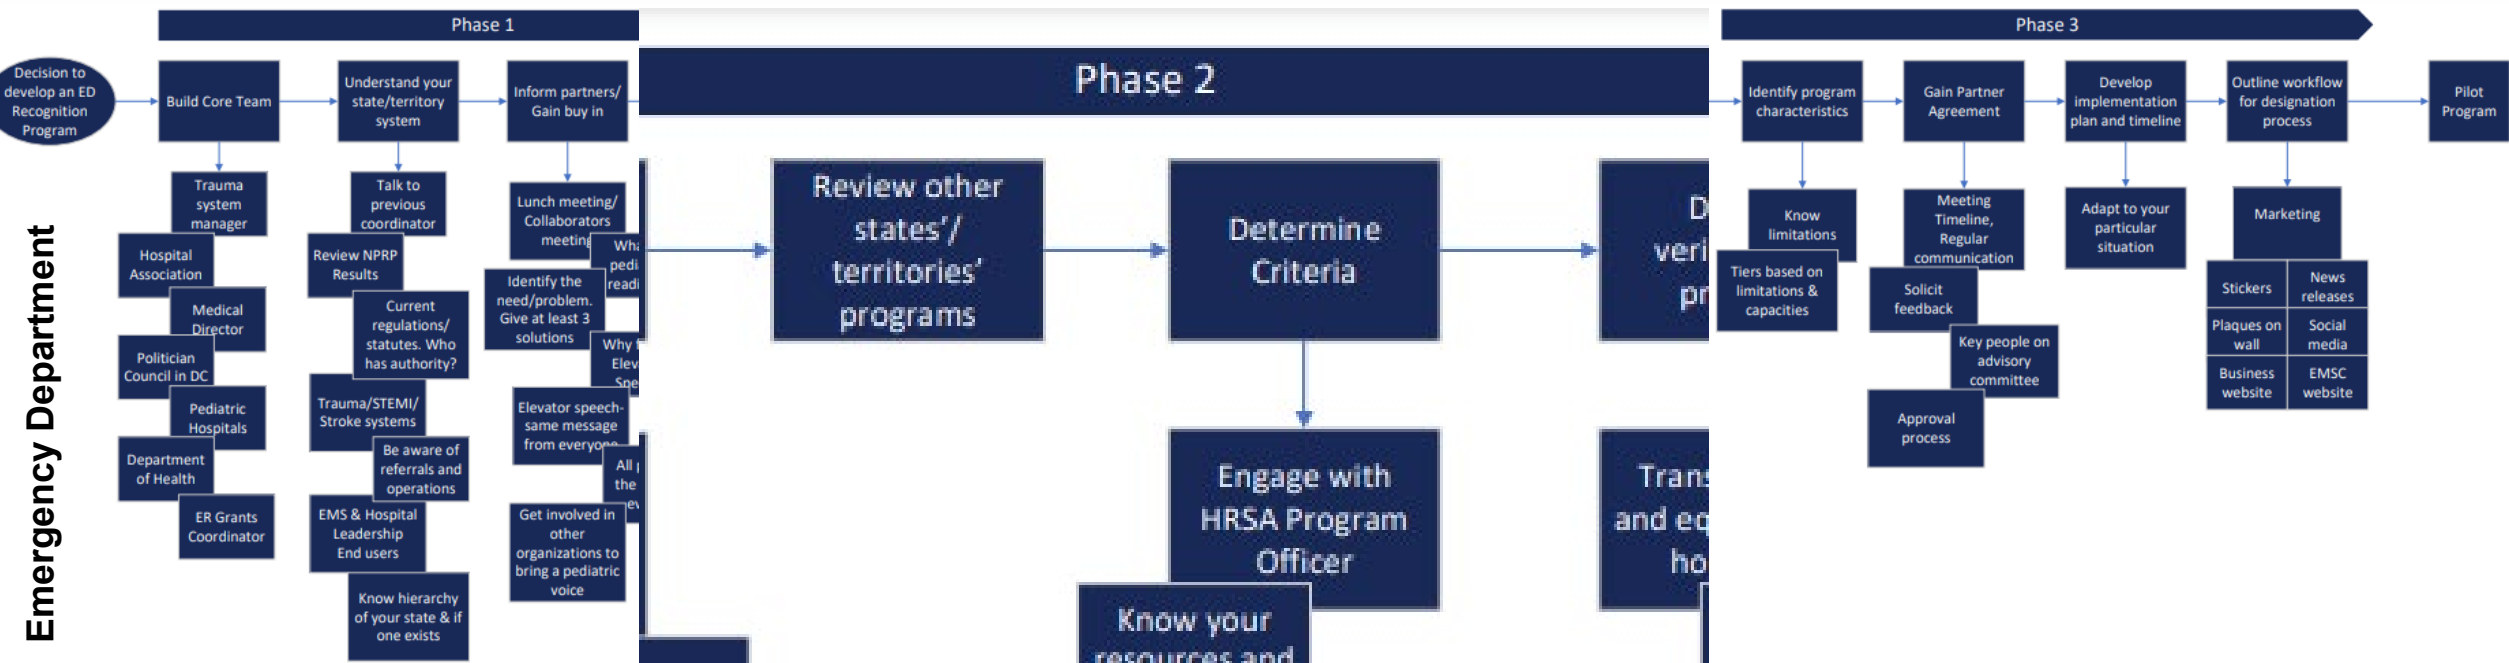 Phase 1
Decision to
develop an ED
Recognition
Program
Build Core Team
Understand your
state/territory
system
Inform partners/
Gain buy in
Trauma
system
manager
Hospital
Association
Medical
Director
Politician
Council in DC
Pediatric
Hospitals
Department
of Health
ER Grants
Coordinator
Talk to
previous
coordinator
Review NPRP
Results
Current
regulations/
statutes. Who
has authority?
Trauma/STEMI/
Stroke systems
Be aware of
referrals and
operations
EMS & Hospital
Leadership
End users
Know hierarchy
of your state & if
one exists
Lunch meeting/
Collaborators
meeting
Identify the
need/problem.
Give at least 3
solutions
Why
Elevator speech-
same message
from everyone
All
the
Get involved in
other
organizations to
bring a pediatric
voice
Emergency Department
Phase 2
Review other
states'/
territories'
programs
Determine
Criteria
Engage with
HRSA Program
Officer
Know your
resources and
and
Phase 3
Identify program
characteristics
Gain Partner
Agreement
Develop
implementation
plan and timeline
Outline workflow
for designation
process
Pilot
Program
Know
limitations
Tiers based on
limitations &
capacities
Meeting
Timeline,
Regular
communication
Solicit
feedback
Key people on
advisory
committee
Approval
process
Adapt to your
particular
situation
Marketing
Stickers
News
releases
Plaques on
wall
Social
media
Business
website
EMSC
website